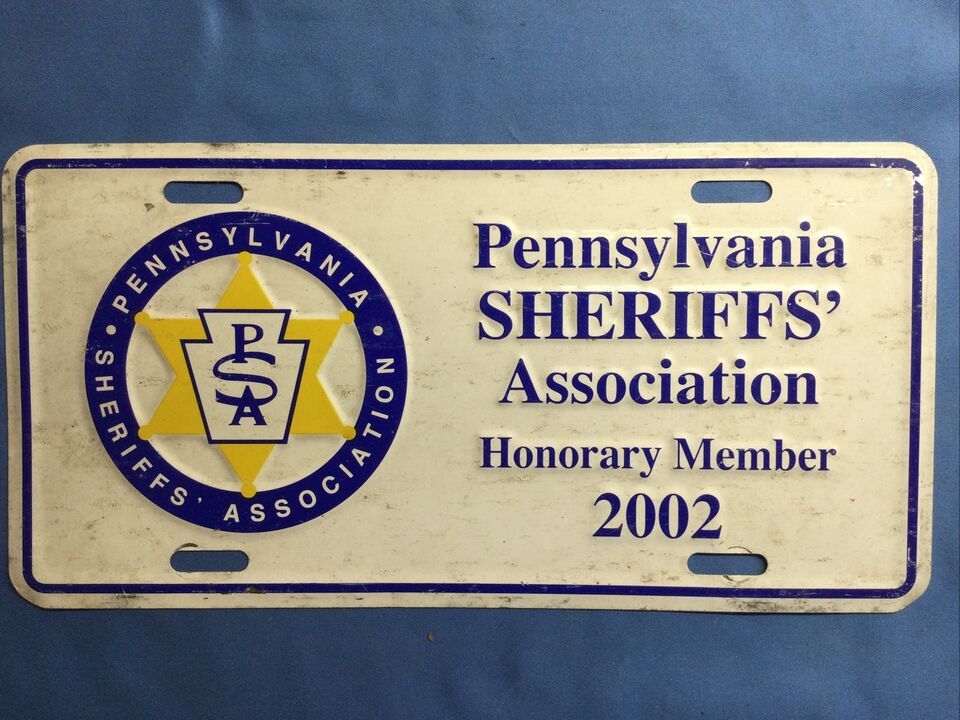 PENNSYLVANIA
SHERIFFS' ASSOCIATION
PSA
Pennsylvania
SHERIFFS’
Association
Honorary Member
2002